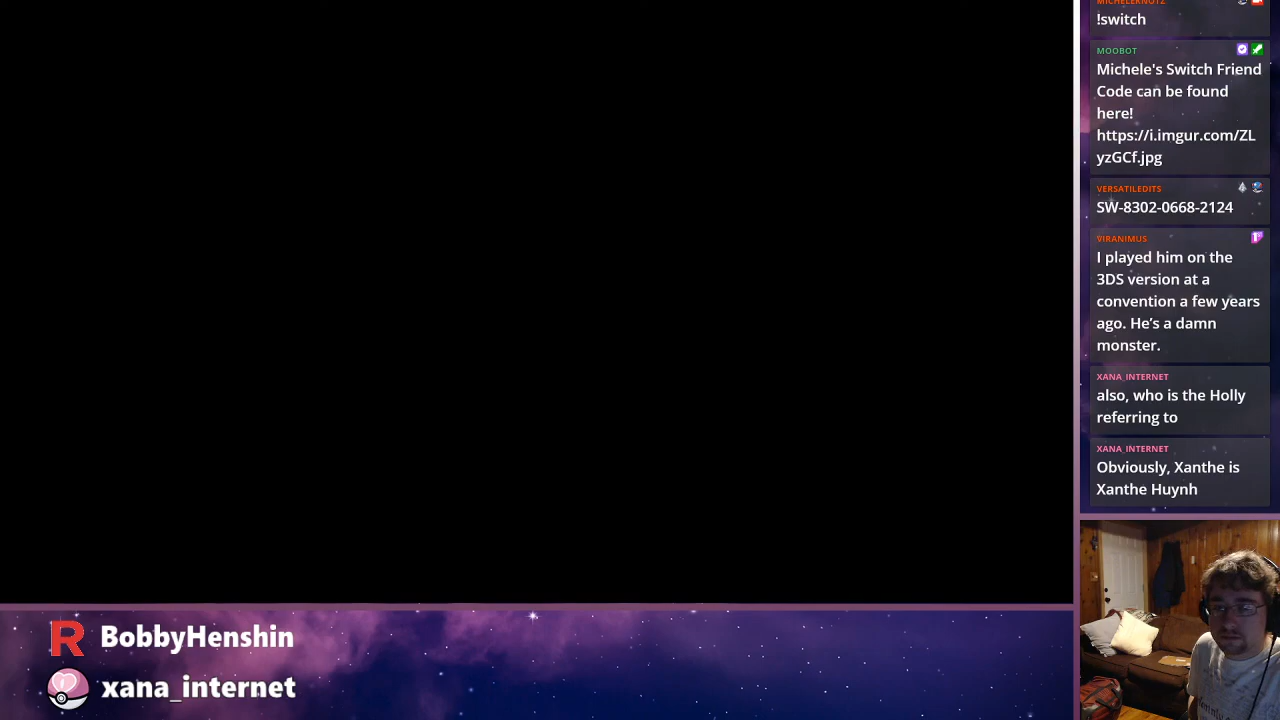 MICHELERNOTZ
!switch
MOOBOT
Michele's Switch Friend
Code can be found
here!
https://i.imgur.com/ZL
yzGCf.jpg
VERSATILEDITS
SW-8302-0668-2124
VIRANIMUS
I played him on the
3DS version at a
convention a few years
ago. He's a damn
monster.
XANA_INTERNET
also, who is the Holly
referring to
XANA_INTERNET
Obviously, Xanthe is
Xanthe Huynh
R BobbyHenshin
xana_internet